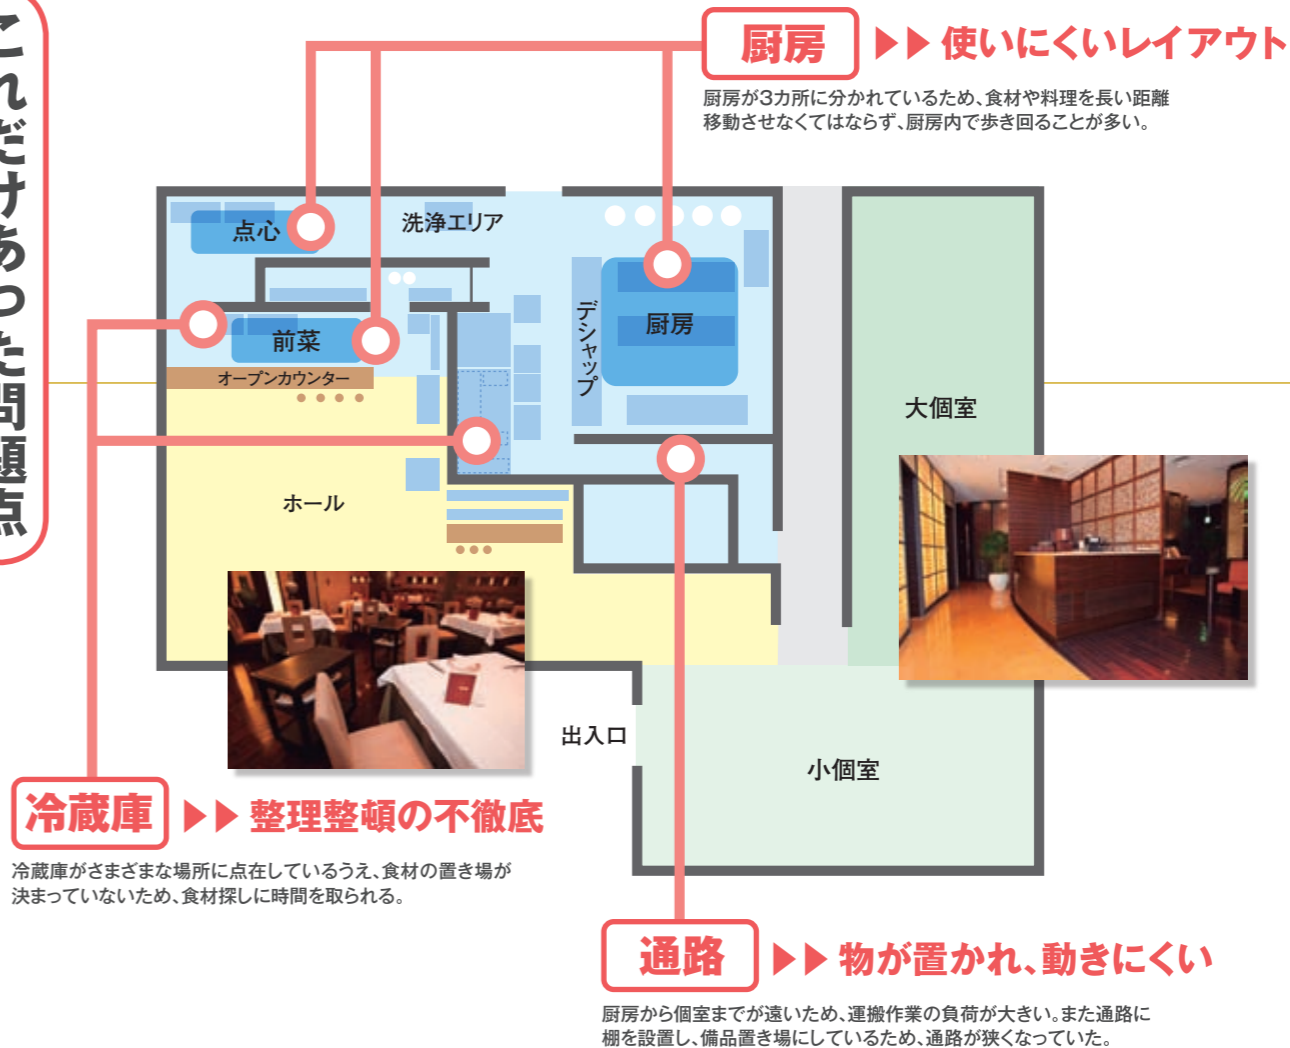 これだけあった問題点
厨房 ▶▶ 使いにくいレイアウト
厨房が3カ所に分かれているため、食材や料理を長い距離
移動させなくてはならず、厨房内で歩き回ることが多い。
点心
洗浄エリア
前菜
オープンカウンター
デシャップ
厨房
大個室
ホール
出入口
小個室
冷蔵庫 ▶▶ 整理整頓の不徹底
冷蔵庫がさまざまな場所に点在しているうえ、食材の置き場が
決まっていないため、食材探しに時間を取られる。
通路 ▶▶ 物が置かれ、動きにくい
厨房から個室までが遠いため、運搬作業の負荷が大きい。また通路に
棚を設置し、備品置き場にしているため、通路が狭くなっていた。